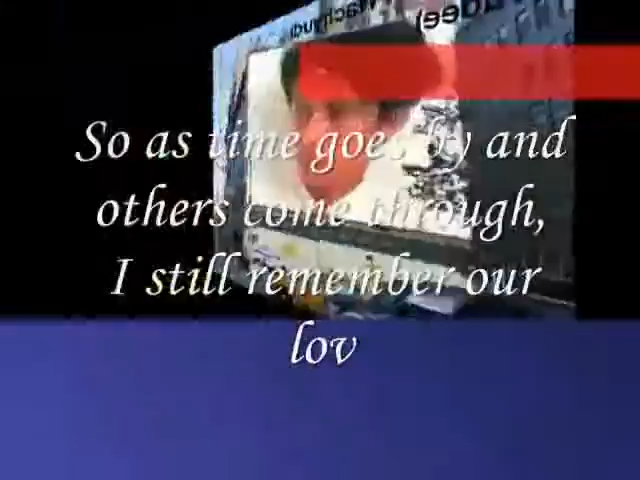 So as time goes by and
others come through,
I still remember our
lov